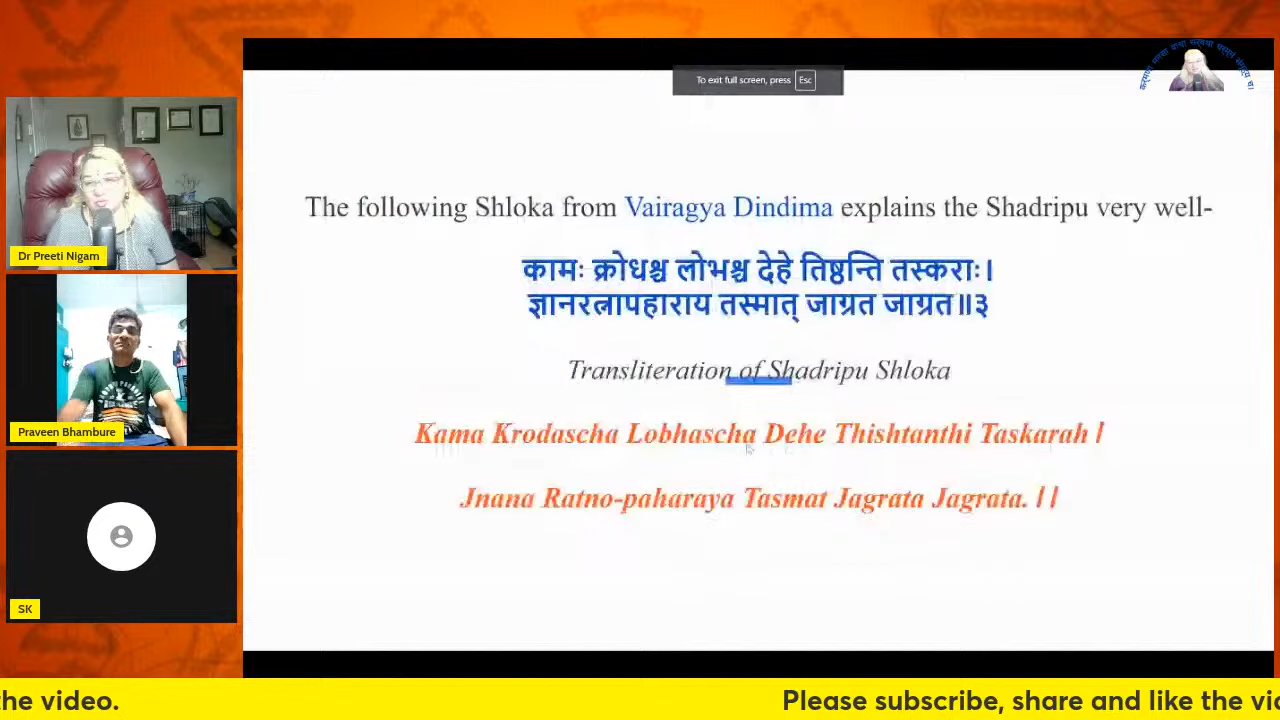 To exit full screen, press Esc
Dr Preeti Nigam
Praveen Bhambure
SK
The following Shloka from Vairagya Dindima explains the Shadripu very well-
कामः क्रोधश्च लोभश्च देहे तिष्ठन्ति तस्कराः।
ज्ञानरत्नापहाराय तस्मात् जाग्रत जाग्रत॥३
Transliteration of Shadripu Shloka
Kama Krodascha Lobhascha Dehe Thishtanthi Taskarah |
Jnana Ratno-paharaya Tasmat Jagrata Jagrata. | |
the video.
Please subscribe, share and like the